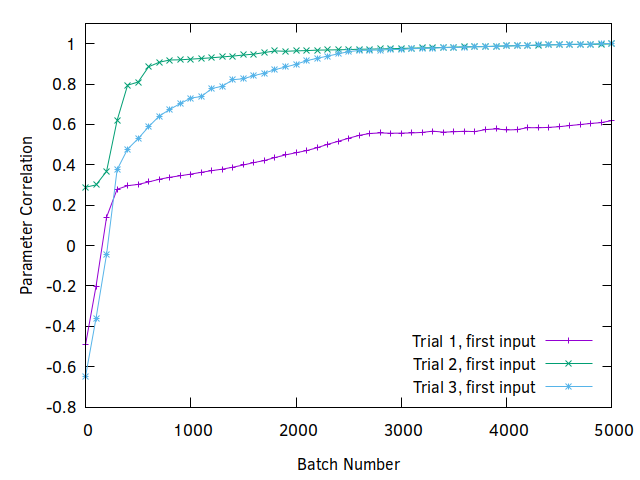 1
0.8
0.6
0.4
0.2
0
-0.2
-0.4
-0.6
-0.8
Parameter Correlation
Trial 1, first input
Trial 2, first input
Trial 3, first input
0 1000 2000 3000 4000 5000
Batch Number